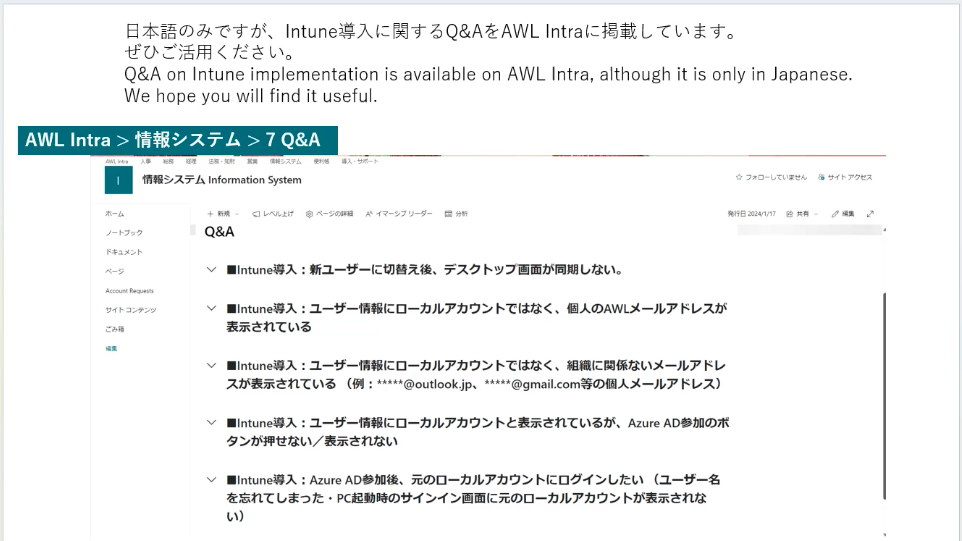 日本語のみですが、Intune導入に関するQ&AをAWL Intraに掲載しています。
ぜひご活用ください。
Q&A on Intune implementation is available on AWL Intra, although it is only in Japanese.
We hope you will find it useful.
AWL Intra > 情報システム > 7 Q&A
AWL Intra 人事 総務 経理 法務・知財 営業 情報システム 便利帳 導入・サポート
I 情報システム Information System
☆ フォローしていません サイト アクセス
ホーム
ノートブック
ドキュメント
ページ
Account Requests
サイト コンテンツ
ごみ箱
編集
+ 新規 レベル上げ ページの詳細 イマーシブ リーダー 分析
発行日 2024/1/17 共有 編集
Q&A
■Intune導入：新ユーザーに切替え後、デスクトップ画面が同期しない。
■Intune導入：ユーザー情報にローカルアカウントではなく、個人のAWLメールアドレスが
表示されている
■Intune導入：ユーザー情報にローカルアカウントではなく、組織に関係ないメールアドレ
スが表示されている （例：*****@outlook.jp、*****@gmail.com等の個人メールアドレス）
■Intune導入：ユーザー情報にローカルアカウントと表示されているが、Azure AD参加のボ
タンが押せない／表示されない
■Intune導入：Azure AD参加後、元のローカルアカウントにログインしたい （ユーザー名
を忘れてしまった・PC起動時のサインイン画面に元のローカルアカウントが表示されな
い）